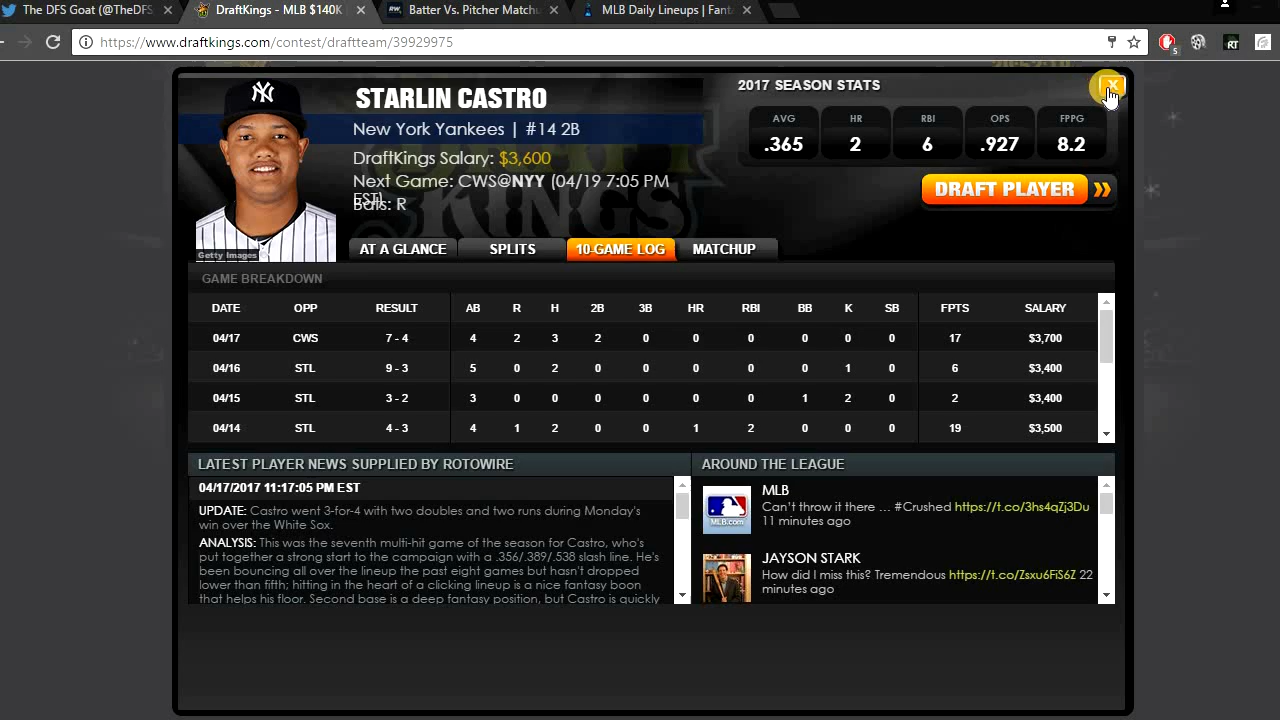 The DFS Goat (@TheDFS
DraftKings - MLB $140K
Batter Vs. Pitcher Matchu
MLB Daily Lineups | Fant
https://www.draftkings.com/contest/draftteam/39929975
5
RT
NY
STARLIN CASTRO
New York Yankees | #14 2B
DraftKings Salary: $3,600
Next Game: CWS@NYY (04/19 7:05 PM
EST)
Bats: R
Getty Images
2017 SEASON STATS
AVG HR RBI OPS FPPG
.365 2 6 .927 8.2
DRAFT PLAYER
KINGS
AT A GLANCE SPLITS 10-GAME LOG MATCHUP
GAME BREAKDOWN
DATE OPP RESULT AB R H 2B 3B HR RBI BB K SB FPTS SALARY
04/17 CWS 7 - 4 4 2 3 2 0 0 0 0 0 0 17 $3,700
04/16 STL 9 - 3 5 0 2 0 0 0 0 0 1 0 6 $3,400
04/15 STL 3 - 2 3 0 0 0 0 0 0 1 2 0 2 $3,400
04/14 STL 4 - 3 4 1 2 0 0 1 2 0 0 0 19 $3,500
LATEST PLAYER NEWS SUPPLIED BY ROTOWIRE
04/17/2017 11:17:05 PM EST
UPDATE: Castro went 3-for-4 with two doubles and two runs during Monday's
win over the White Sox.
ANALYSIS: This was the seventh multi-hit game of the season for Castro, who's
put together a strong start to the campaign with a .356/.389/.538 slash line. He's
been bouncing all over the lineup the past eight games but hasn't dropped
lower than fifth; hitting in the heart of a clicking lineup is a nice fantasy boon
that helps his floor. Second base is a deep fantasy position, but Castro is quickly
AROUND THE LEAGUE
MLB.com
MLB
Can't throw it there ... #Crushed https://t.co/3hs4qZj3Du
11 minutes ago
JAYSON STARK
How did I miss this? Tremendous https://t.co/Zsxu6FiS6Z 22
minutes ago